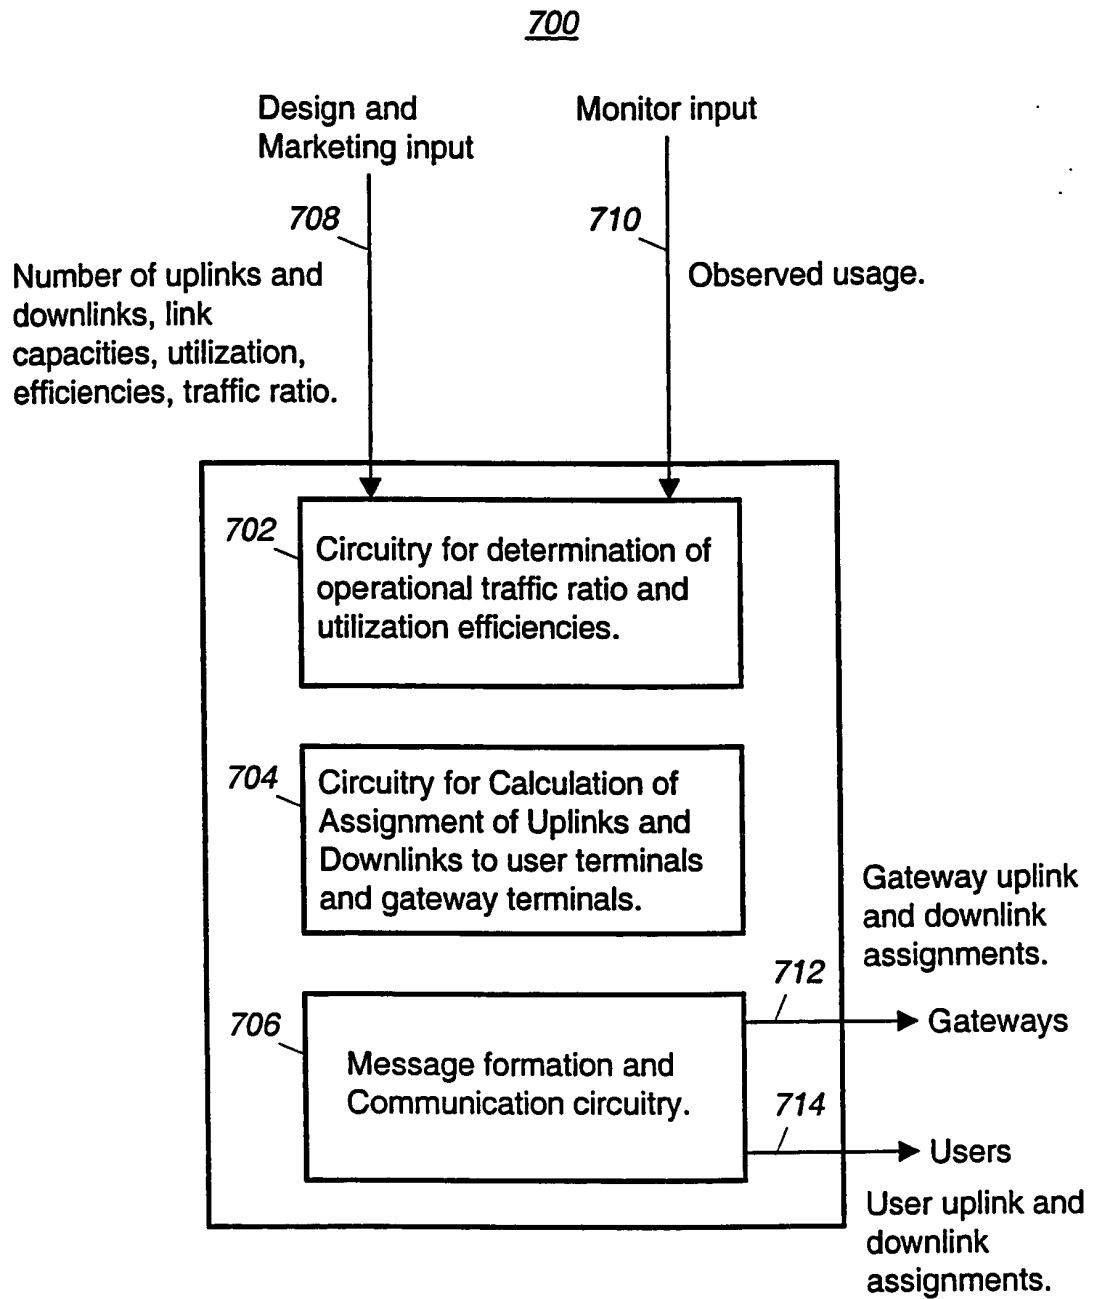 700
Design and
Marketing input
Monitor input
708
710
Number of uplinks and
downlinks, link
capacities, utilization,
efficiencies, traffic ratio.
Observed usage.
702
Circuitry for determination of
operational traffic ratio and
utilization efficiencies.
704
Circuitry for Calculation of
Assignment of Uplinks and
Downlinks to user terminals
and gateway terminals.
Gateway uplink
and downlink
assignments.
712
Gateways
706
Message formation and
Communication circuitry.
714
Users
User uplink and
downlink
assignments.